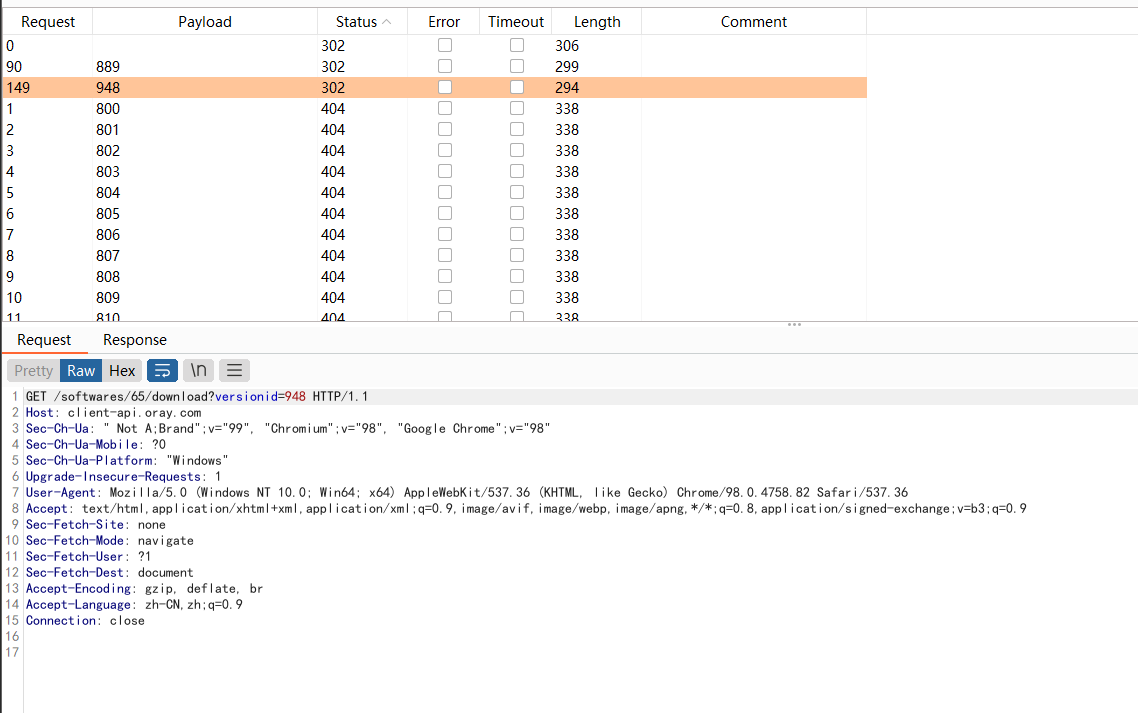 Request Payload Status Error Timeout Length Comment
0 302 306
90 889 302 299
149 948 302 294
1 800 404 338
2 801 404 338
3 802 404 338
4 803 404 338
5 804 404 338
6 805 404 338
7 806 404 338
8 807 404 338
9 808 404 338
10 809 404 338
11 810 404 338
Request Response
Pretty Raw Hex \n
1 GET /softwares/65/download?versionid=948 HTTP/1.1
2 Host: client-api.oray.com
3 Sec-Ch-Ua: " Not A;Brand";v="99", "Chromium";v="98", "Google Chrome";v="98"
4 Sec-Ch-Ua-Mobile: ?0
5 Sec-Ch-Ua-Platform: "Windows"
6 Upgrade-Insecure-Requests: 1
7 User-Agent: Mozilla/5.0 (Windows NT 10.0; Win64; x64) AppleWebKit/537.36 (KHTML, like Gecko) Chrome/98.0.4758.82 Safari/537.36
8 Accept: text/html,application/xhtml+xml,application/xml;q=0.9,image/avif,image/webp,image/apng,*/*;q=0.8,application/signed-exchange;v=b3;q=0.9
9 Sec-Fetch-Site: none
10 Sec-Fetch-Mode: navigate
11 Sec-Fetch-User: ?1
12 Sec-Fetch-Dest: document
13 Accept-Encoding: gzip, deflate, br
14 Accept-Language: zh-CN,zh;q=0.9
15 Connection: close
16
17